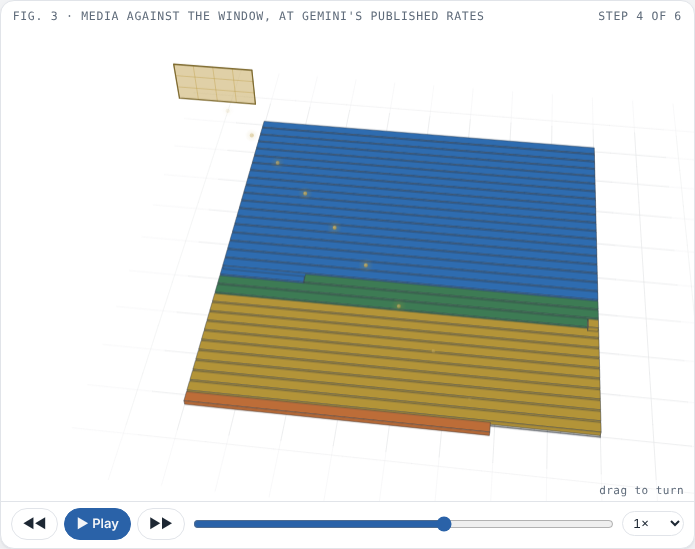 FIG. 3 · MEDIA AGAINST THE WINDOW, AT GEMINI'S PUBLISHED RATES
STEP 4 OF 6
drag to turn
Play
1×